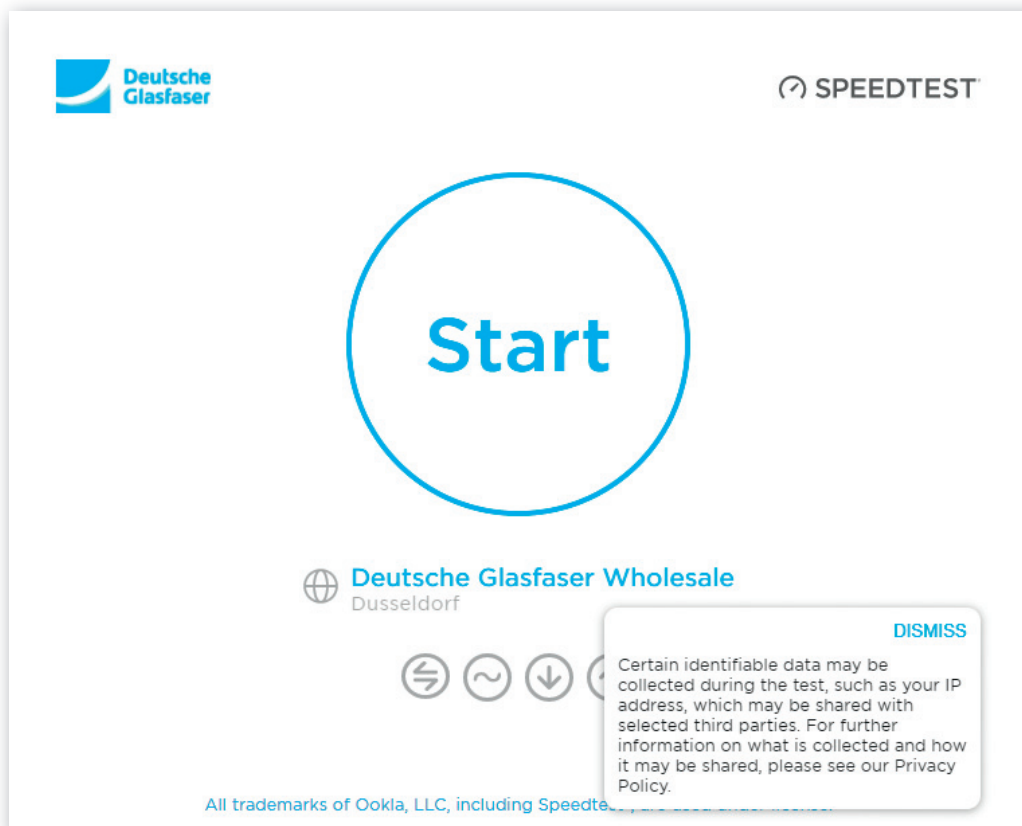 Deutsche
Glasfaser
SPEEDTEST
Start
Deutsche Glasfaser Wholesale
Dusseldorf
DISMISS
Certain identifiable data may be
collected during the test, such as your IP
address, which may be shared with
selected third parties. For further
information on what is collected and how
it may be shared, please see our Privacy
Policy.
All trademarks of Ookla, LLC, including Speedtest